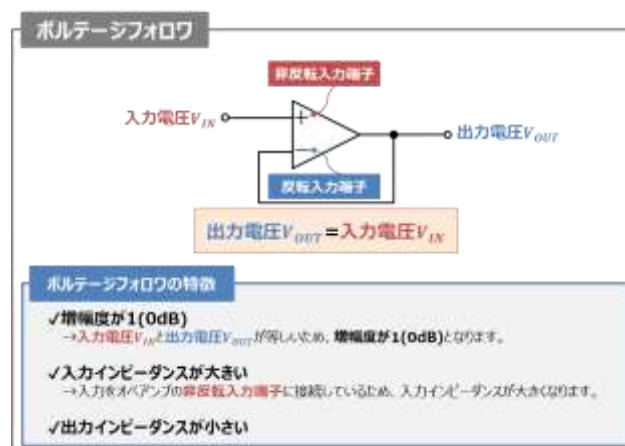 ボルテージフォロワ
非反転入力端子
入力電圧V_IN
+
出力電圧V_OUT
−
反転入力端子
出力電圧V_OUT=入力電圧V_IN
ボルテージフォロワの特徴
✓増幅度が1(0dB)
→入力電圧V_INと出力電圧V_OUTが等しいため、増幅度が1(0dB)となります。
✓入力インピーダンスが大きい
→入力をオペアンプの非反転入力端子に接続しているため、入力インピーダンスが大きくなります。
✓出力インピーダンスが小さい